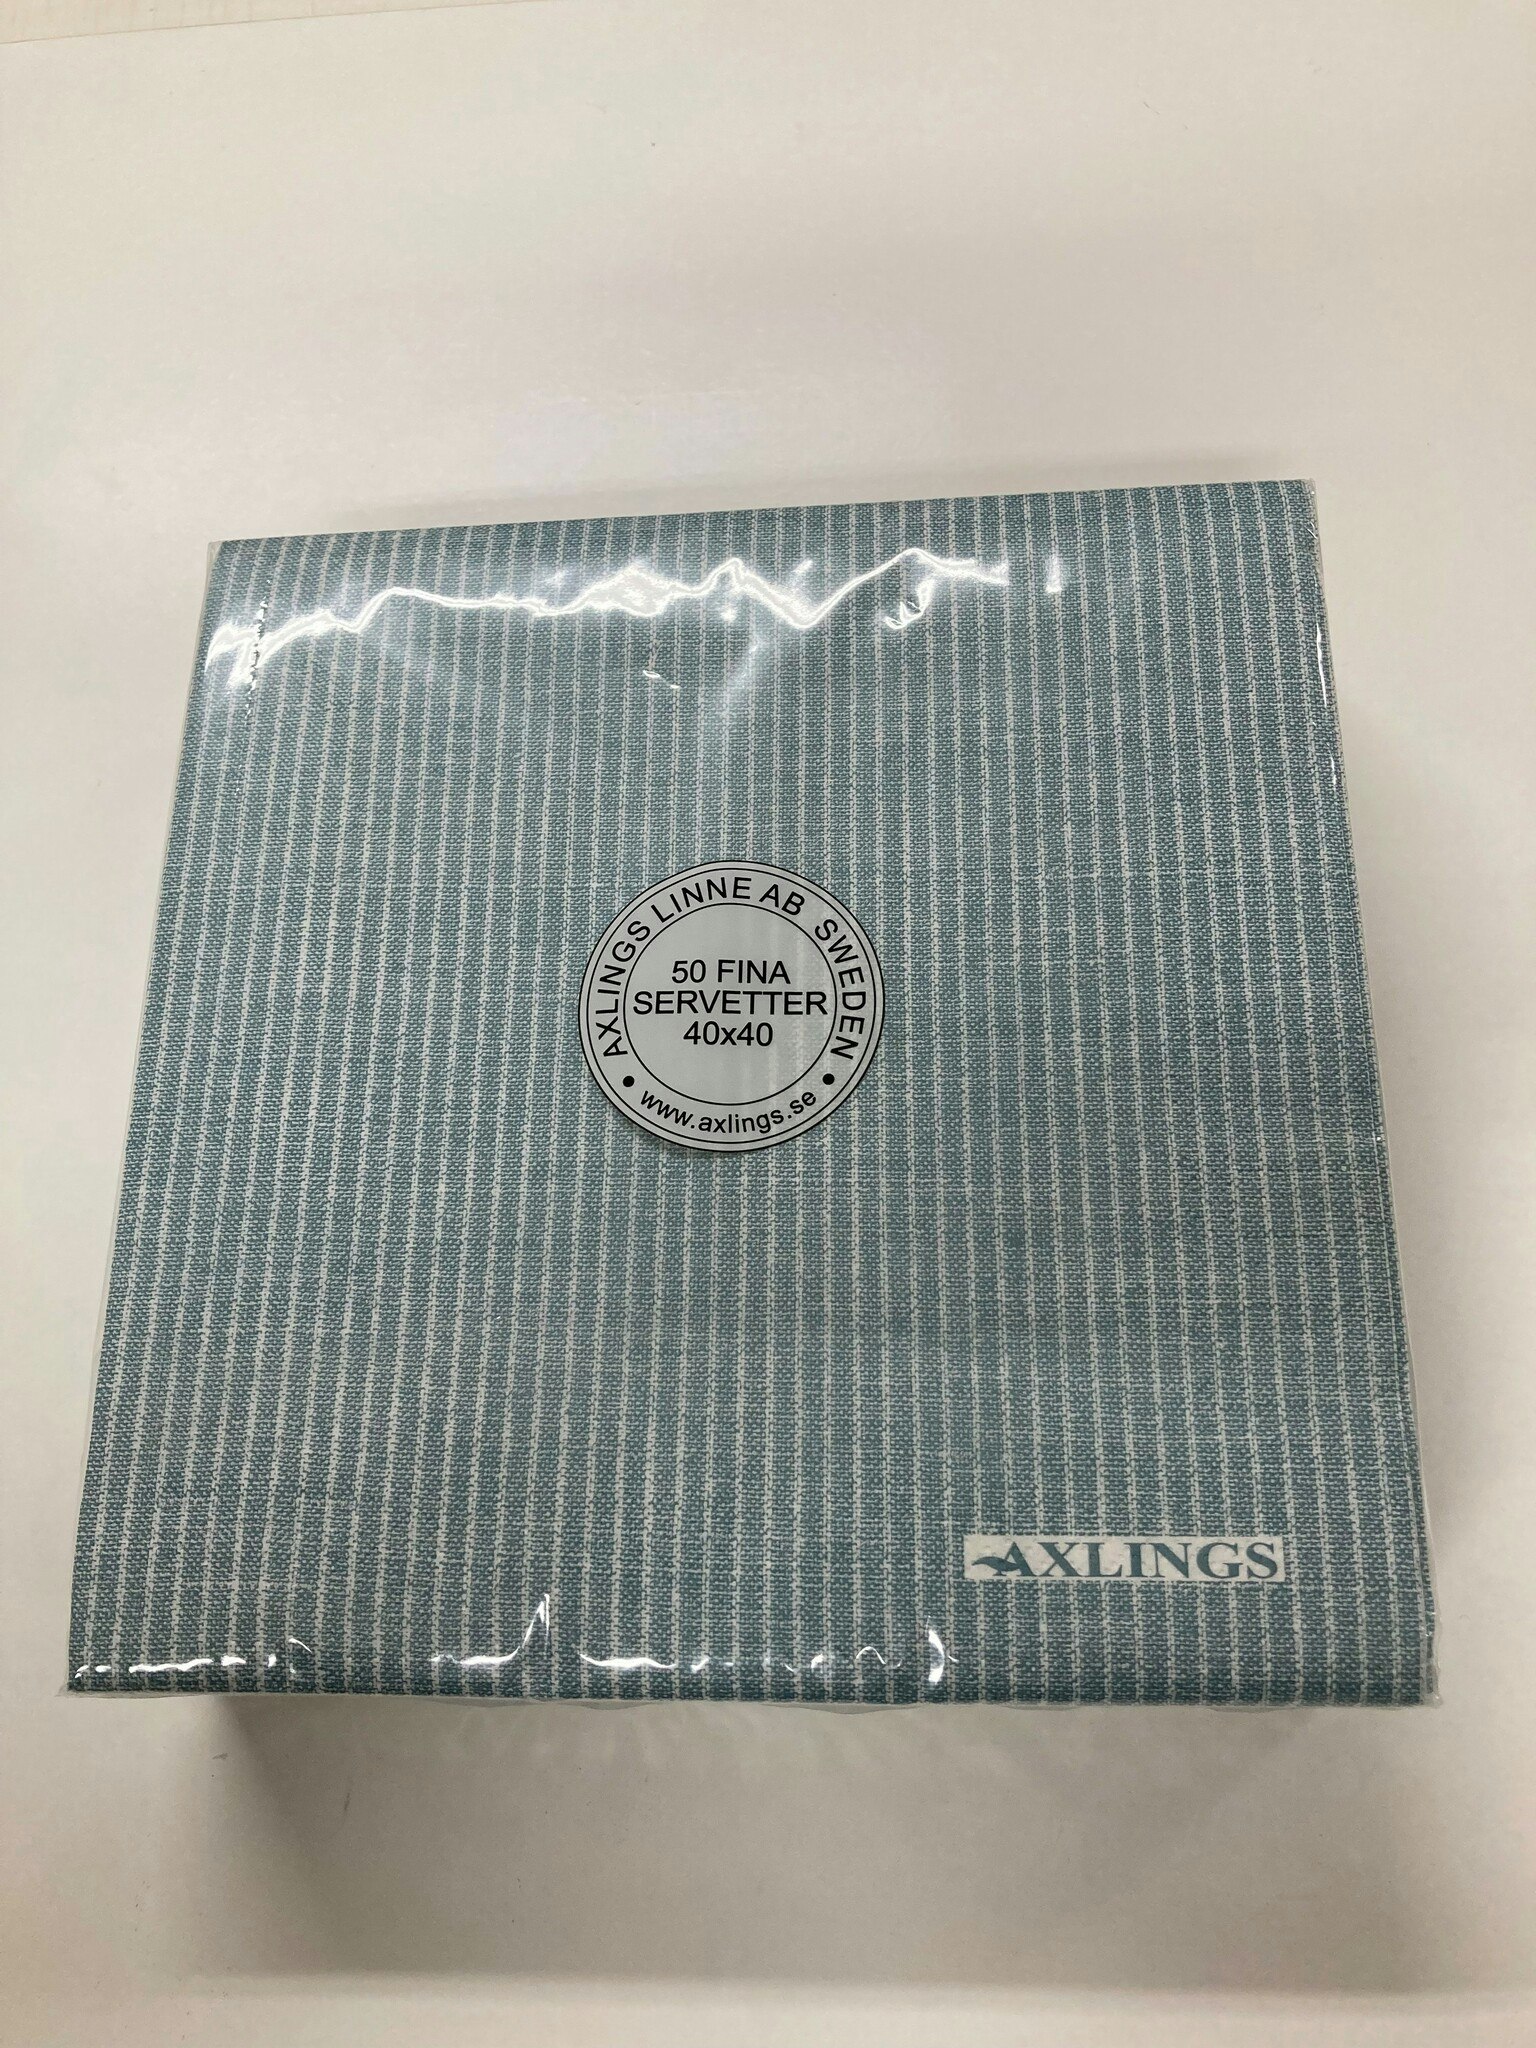 AXLINGS LINNE AB SWEDEN
50 FINA
SERVETTER
40x40
• www.axlings.se •
AXLINGS